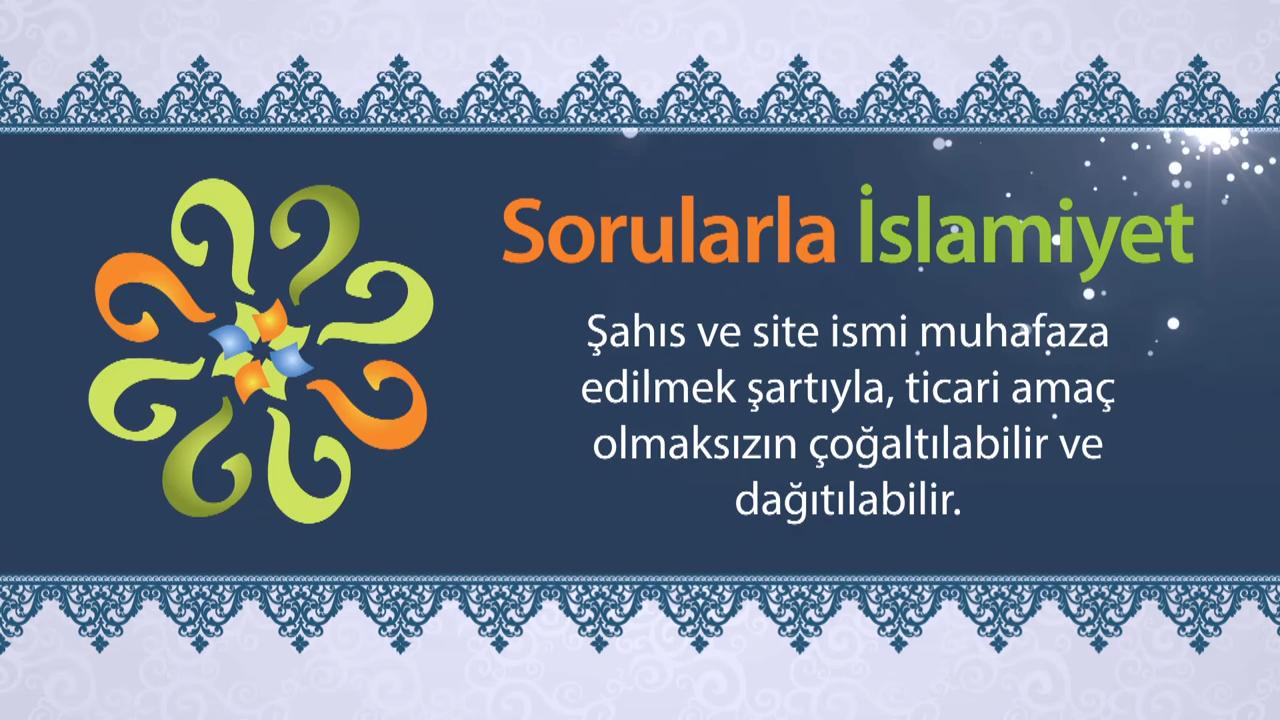 Sorularla İslamiyet
Şahıs ve site ismi muhafaza
edilmek şartıyla, ticari amaç
olmaksızın çoğaltılabilir ve
dağıtılabilir.